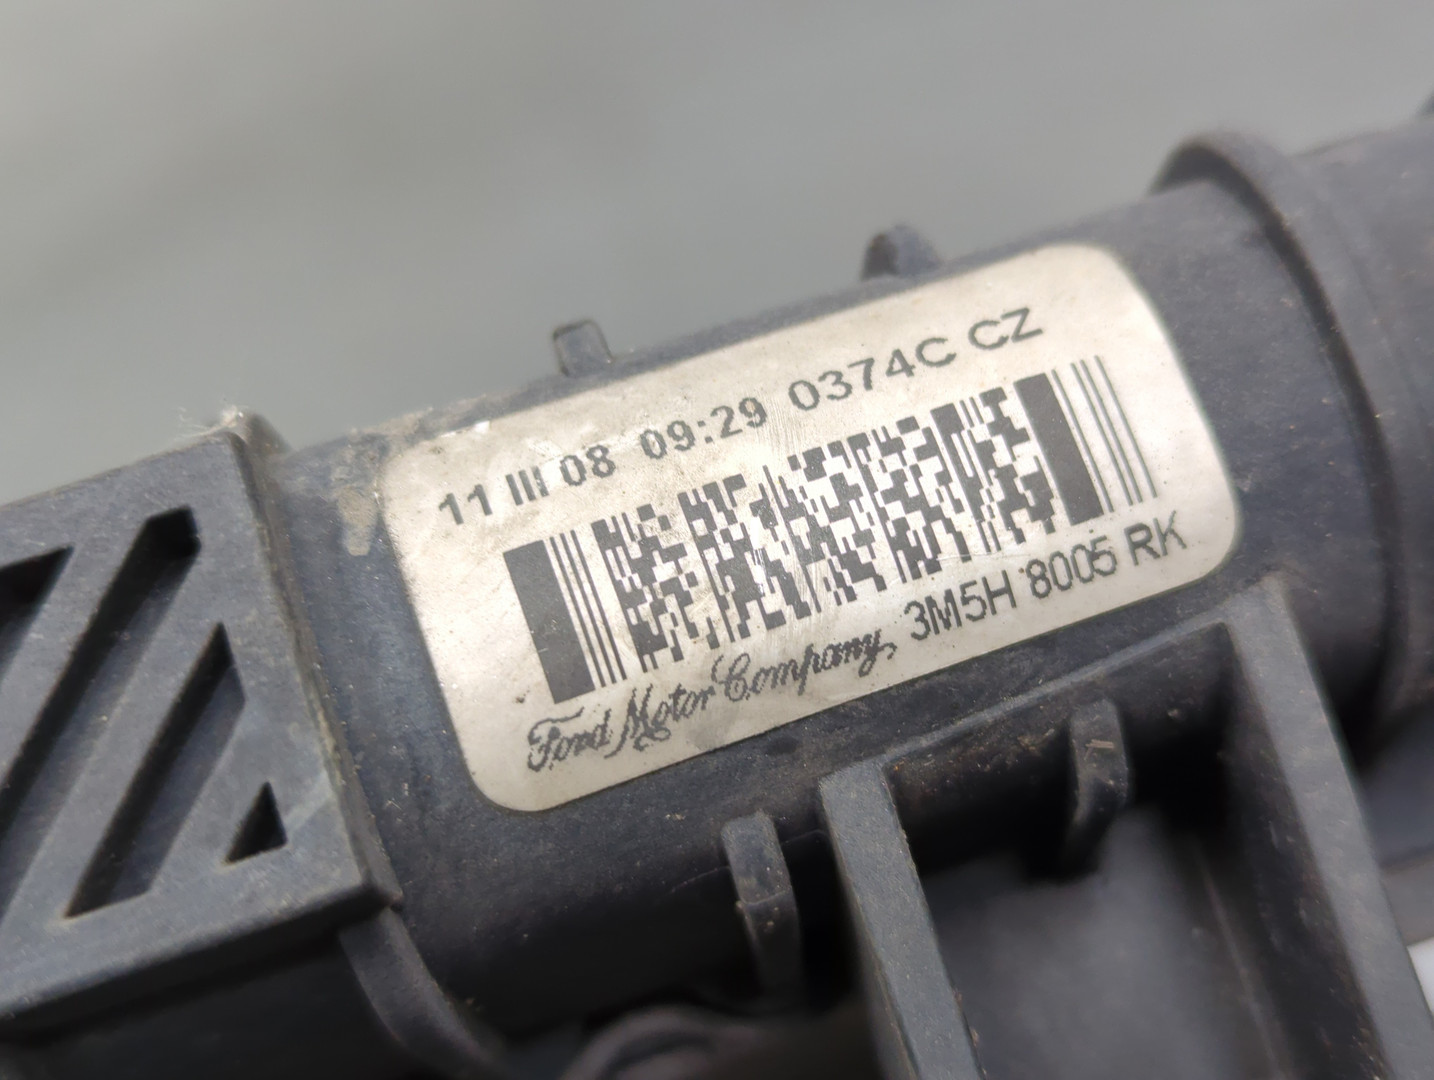 11 III 08 09:29 0374C CZ
Ford Motor Company, 3M5H 8005 RK